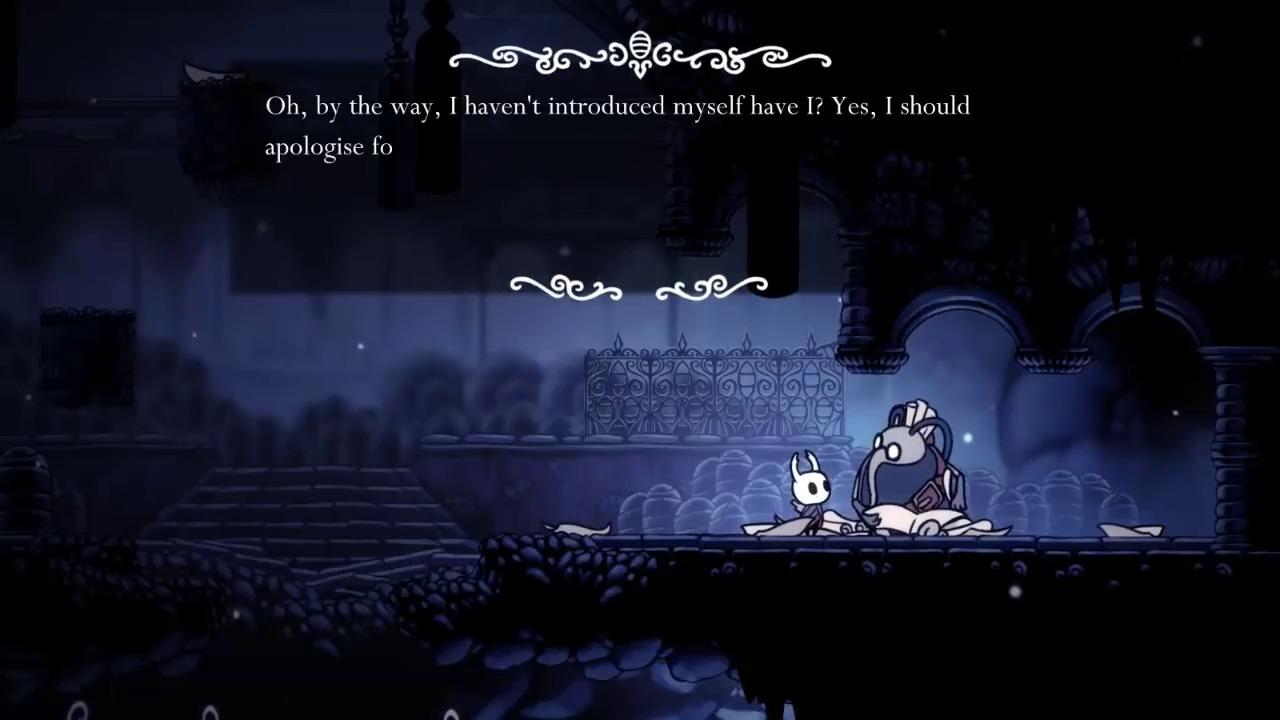 Oh, by the way, I haven't introduced myself have I? Yes, I should
apologise fo